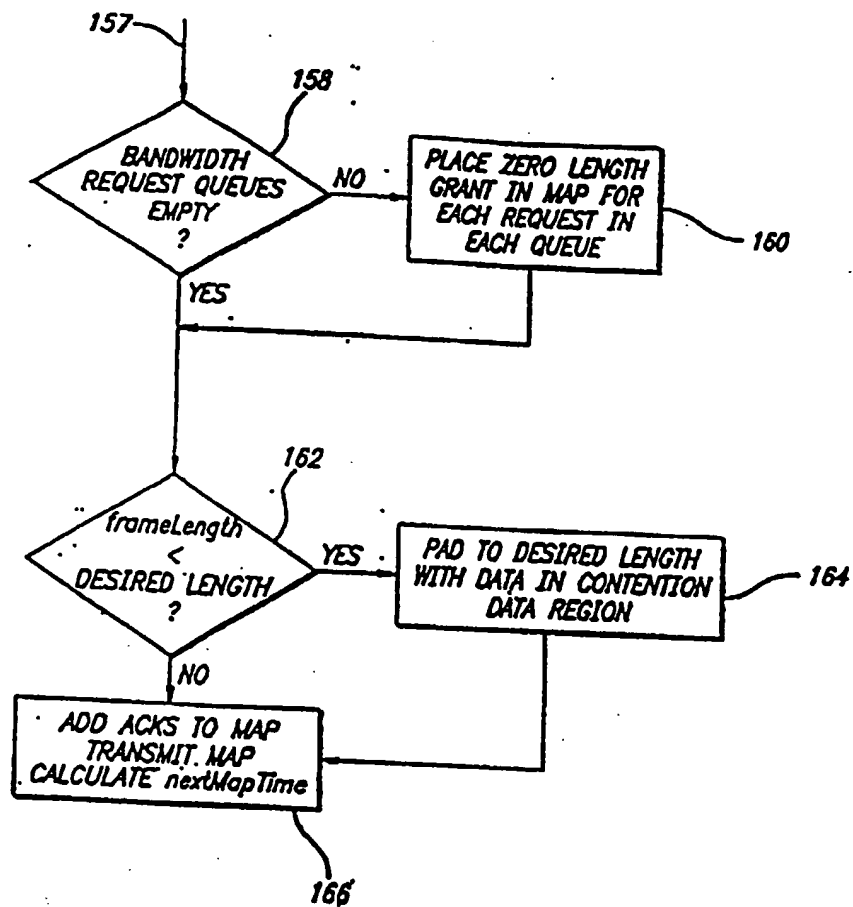 157
158
BANDWIDTH
REQUEST QUEUES
EMPTY
?
NO
PLACE ZERO LENGTH
GRANT IN MAP FOR
EACH REQUEST IN
EACH QUEUE
160
YES
162
frameLength
<
DESIRED LENGTH
?
YES
PAD TO DESIRED LENGTH
WITH DATA IN CONTENTION
DATA REGION
164
NO
ADD ACKS TO MAP
TRANSMIT MAP
CALCULATE nextMapTime
166